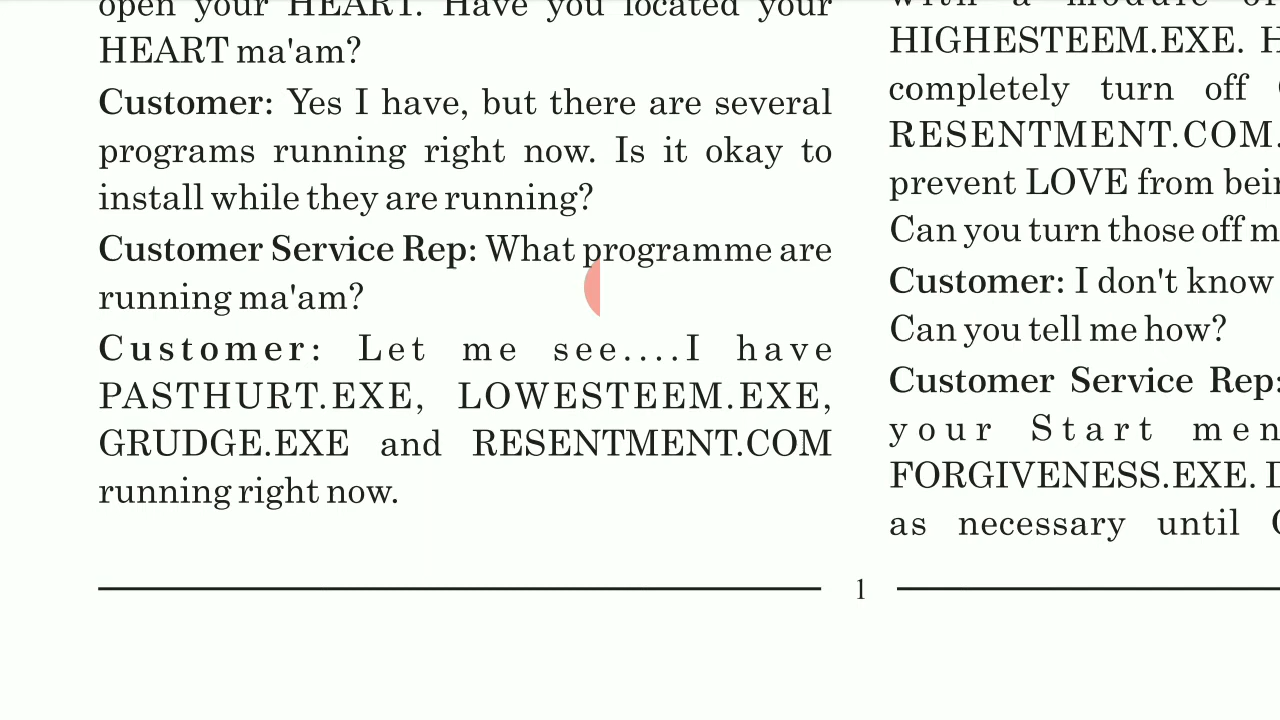 open your HEART. Have you located your
HEART ma'am?
Customer: Yes I have, but there are several
programs running right now. Is it okay to
install while they are running?
Customer Service Rep: What programme are
running ma'am?
Customer: Let me see....I have
PASTHURT.EXE, LOWESTEEM.EXE,
GRUDGE.EXE and RESENTMENT.COM
running right now.
with a module of
HIGHESTEEM.EXE.
completely turn off
RESENTMENT.COM.
prevent LOVE from
Can you turn those off
Customer: I don't know
Can you tell me how?
Customer Service Rep:
your Start
FORGIVENESS.EXE.
as necessary until
1